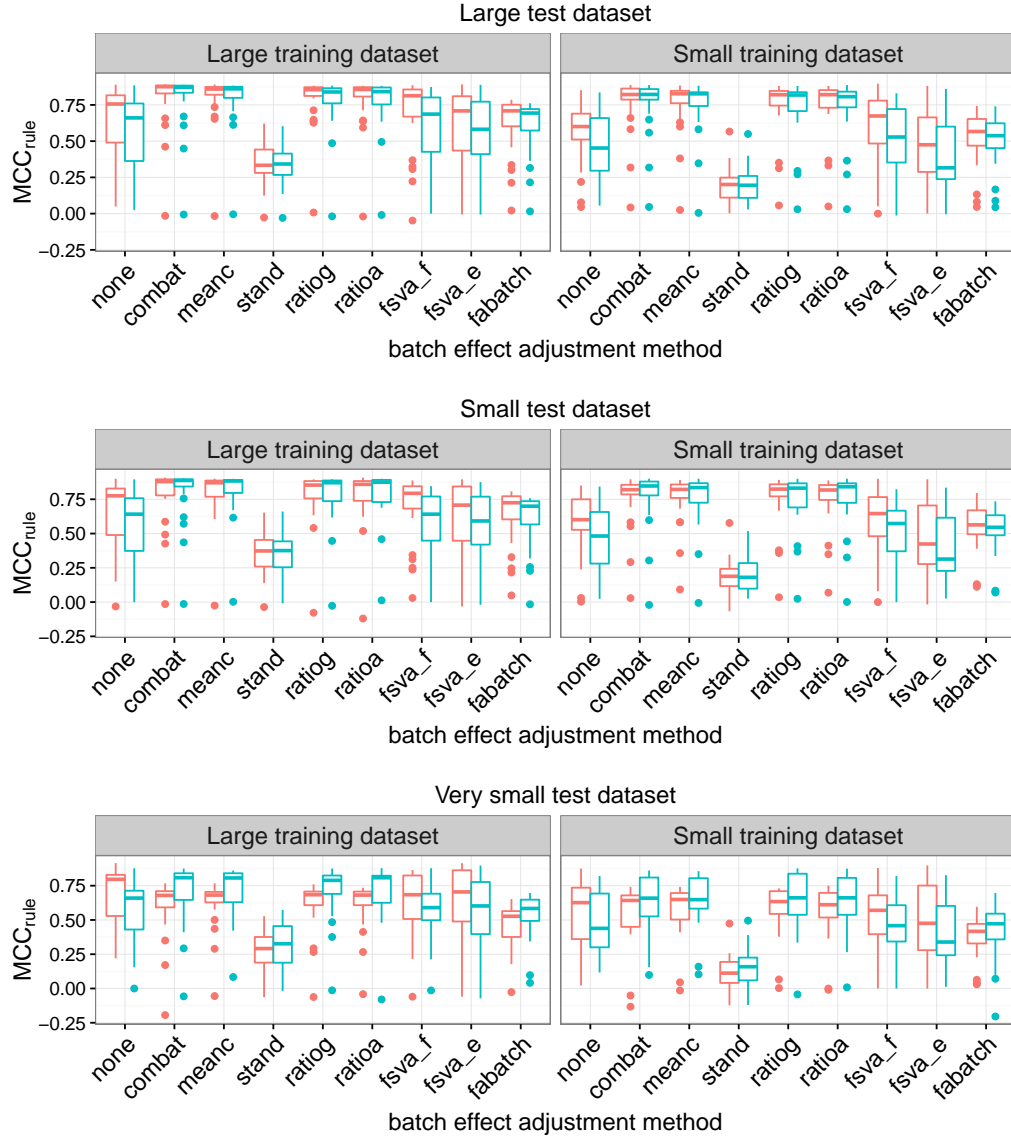 Large test dataset
Large training dataset Small training dataset
MCCrule
0.75
0.50
0.25
0.00
−0.25
none combat meanc stand ratiog ratioa fsva_f fsva_e fabatch none combat meanc stand ratiog ratioa fsva_f fsva_e fabatch
batch effect adjustment method
Small test dataset
Large training dataset Small training dataset
MCCrule
0.75
0.50
0.25
0.00
−0.25
none combat meanc stand ratiog ratioa fsva_f fsva_e fabatch none combat meanc stand ratiog ratioa fsva_f fsva_e fabatch
batch effect adjustment method
Very small test dataset
Large training dataset Small training dataset
MCCrule
0.75
0.50
0.25
0.00
−0.25
none combat meanc stand ratiog ratioa fsva_f fsva_e fabatch none combat meanc stand ratiog ratioa fsva_f fsva_e fabatch
batch effect adjustment method